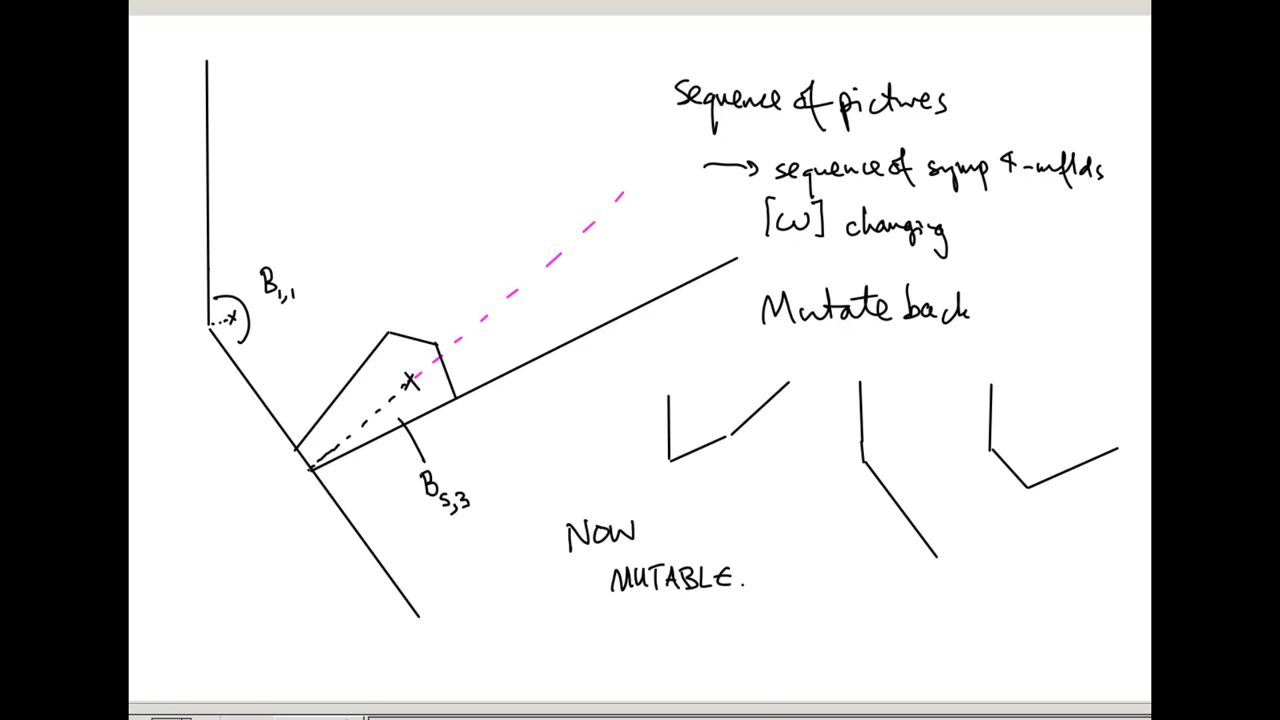 Sequence of pictures
→ sequence of symp 4-mflds
[ω] changing
B₁,₁
Mutate back
x
x
B₅,₃
NOW
MUTABLE.